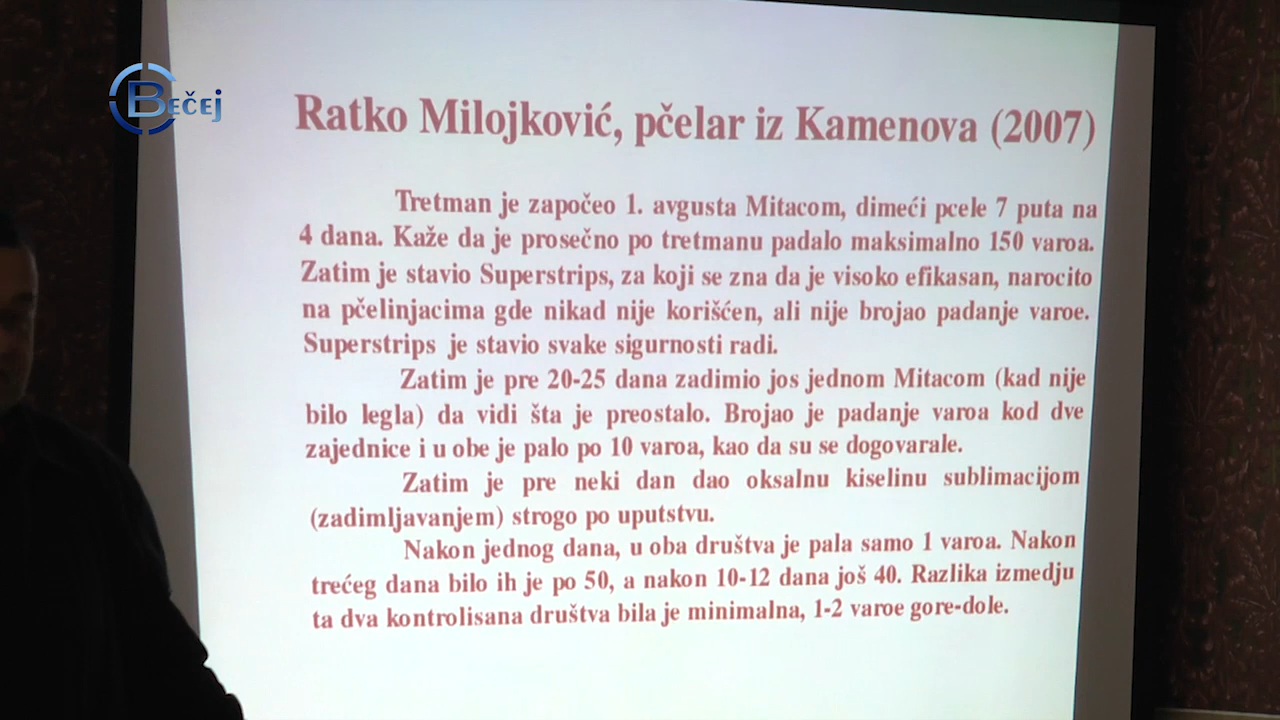 BEČEJ
Ratko Milojković, pčelar iz Kamenova (2007)
Tretman je započeo 1. avgusta Mitacom, dimeći pcele 7 puta na
4 dana. Kaže da je prosečno po tretmanu padalo maksimalno 150 varoa.
Zatim je stavio Superstrips, za koji se zna da je visoko efikasan, narocito
na pčelinjacima gde nikad nije korišćen, ali nije brojao padanje varoe.
Superstrips je stavio svake sigurnosti radi.
Zatim je pre 20-25 dana zadimio jos jednom Mitacom (kad nije
bilo legla) da vidi šta je preostalo. Brojao je padanje varoa kod dve
zajednice i u obe je palo po 10 varoa, kao da su se dogovarale.
Zatim je pre neki dan dao oksalnu kiselinu sublimacijom
(zadimljavanjem) strogo po uputstvu.
Nakon jednog dana, u oba društva je pala samo 1 varoa. Nakon
trećeg dana bilo ih je po 50, a nakon 10-12 dana još 40. Razlika izmedju
ta dva kontrolisana društva bila je minimalna, 1-2 varoe gore-dole.